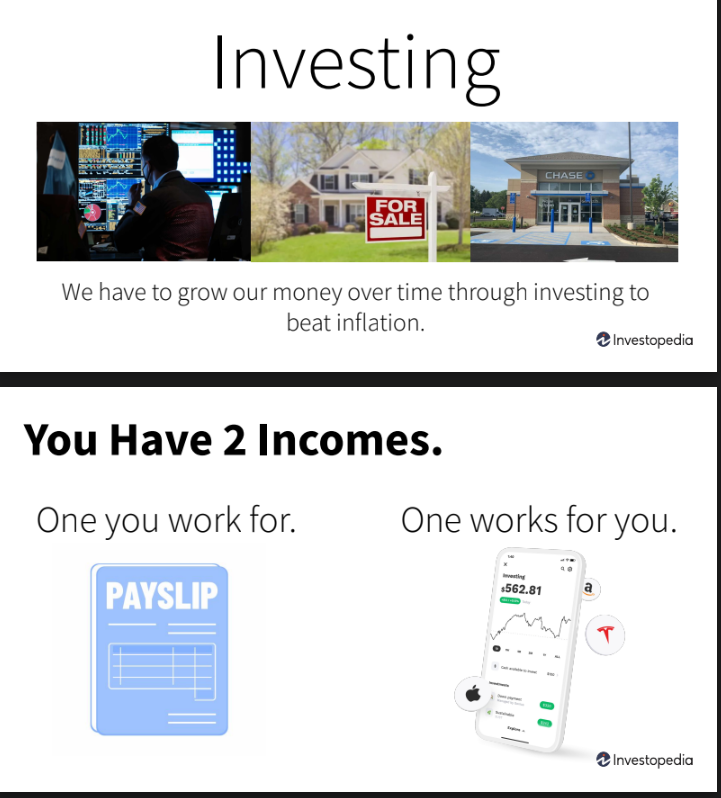 Investing
FOR
SALE
CHASE
We have to grow our money over time through investing to
beat inflation.
Investopedia
You Have 2 Incomes.
One you work for.
One works for you.
PAYSLIP
Investing
$562.81
a
Explore
Investopedia